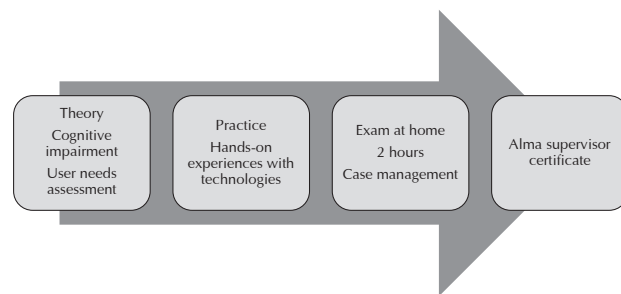 Theory
Cognitive
impairment
User needs
assessment
Practice
Hands-on
experiences with
technologies
Exam at home
2 hours
Case management
Alma supervisor
certificate